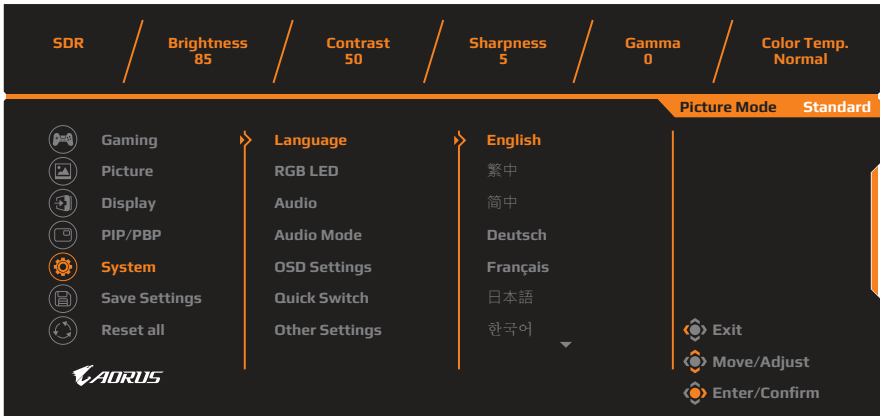 SDR
Brightness
85
Contrast
50
Sharpness
5
Gamma
0
Color Temp.
Normal
Picture Mode Standard
Gaming
Picture
Display
PIP/PBP
System
Save Settings
Reset all
Language
RGB LED
Audio
Audio Mode
OSD Settings
Quick Switch
Other Settings
English
繁中
简中
Deutsch
Français
日本語
한국어
Exit
Move/Adjust
Enter/Confirm
AORUS